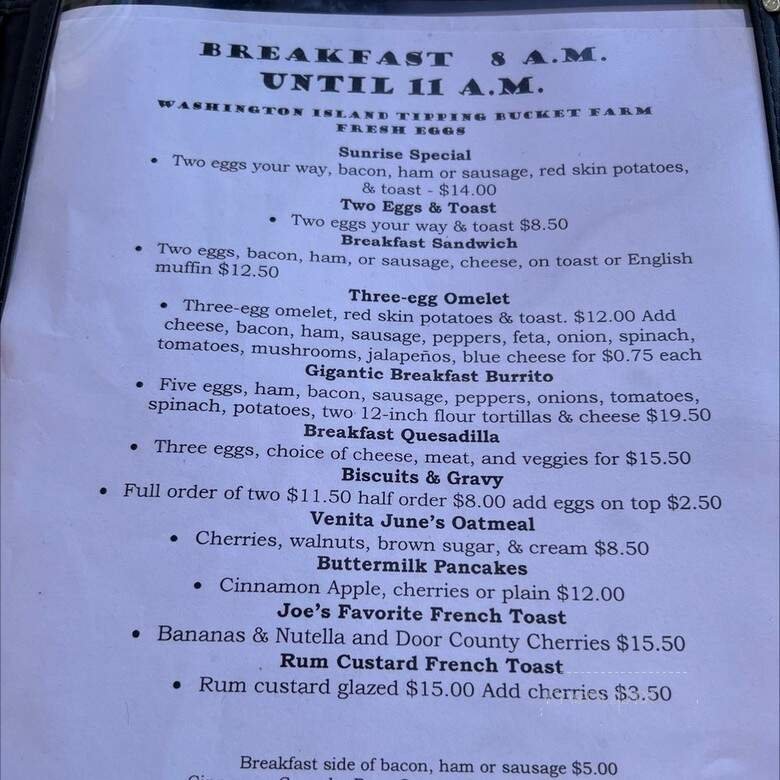 BREAKFAST 8 A.M.
UNTIL 11 A.M.
WASHINGTON ISLAND TIPPING BUCKET FARM
FRESH EGGS
Sunrise Special
• Two eggs your way, bacon, ham or sausage, red skin potatoes,
& toast - $14.00
Two Eggs & Toast
• Two eggs your way & toast $8.50
Breakfast Sandwich
• Two eggs, bacon, ham, or sausage, cheese, on toast or English
muffin $12.50
Three-egg Omelet
• Three-egg omelet, red skin potatoes & toast. $12.00 Add
cheese, bacon, ham, sausage, peppers, feta, onion, spinach,
tomatoes, mushrooms, jalapeños, blue cheese for $0.75 each
Gigantic Breakfast Burrito
• Five eggs, ham, bacon, sausage, peppers, onions, tomatoes,
spinach, potatoes, two 12-inch flour tortillas & cheese $19.50
Breakfast Quesadilla
• Three eggs, choice of cheese, meat, and veggies for $15.50
Biscuits & Gravy
• Full order of two $11.50 half order $8.00 add eggs on top $2.50
Venita June's Oatmeal
• Cherries, walnuts, brown sugar, & cream $8.50
Buttermilk Pancakes
• Cinnamon Apple, cherries or plain $12.00
Joe's Favorite French Toast
• Bananas & Nutella and Door County Cherries $15.50
Rum Custard French Toast
• Rum custard glazed $15.00 Add cherries $3.50
Breakfast side of bacon, ham or sausage $5.00